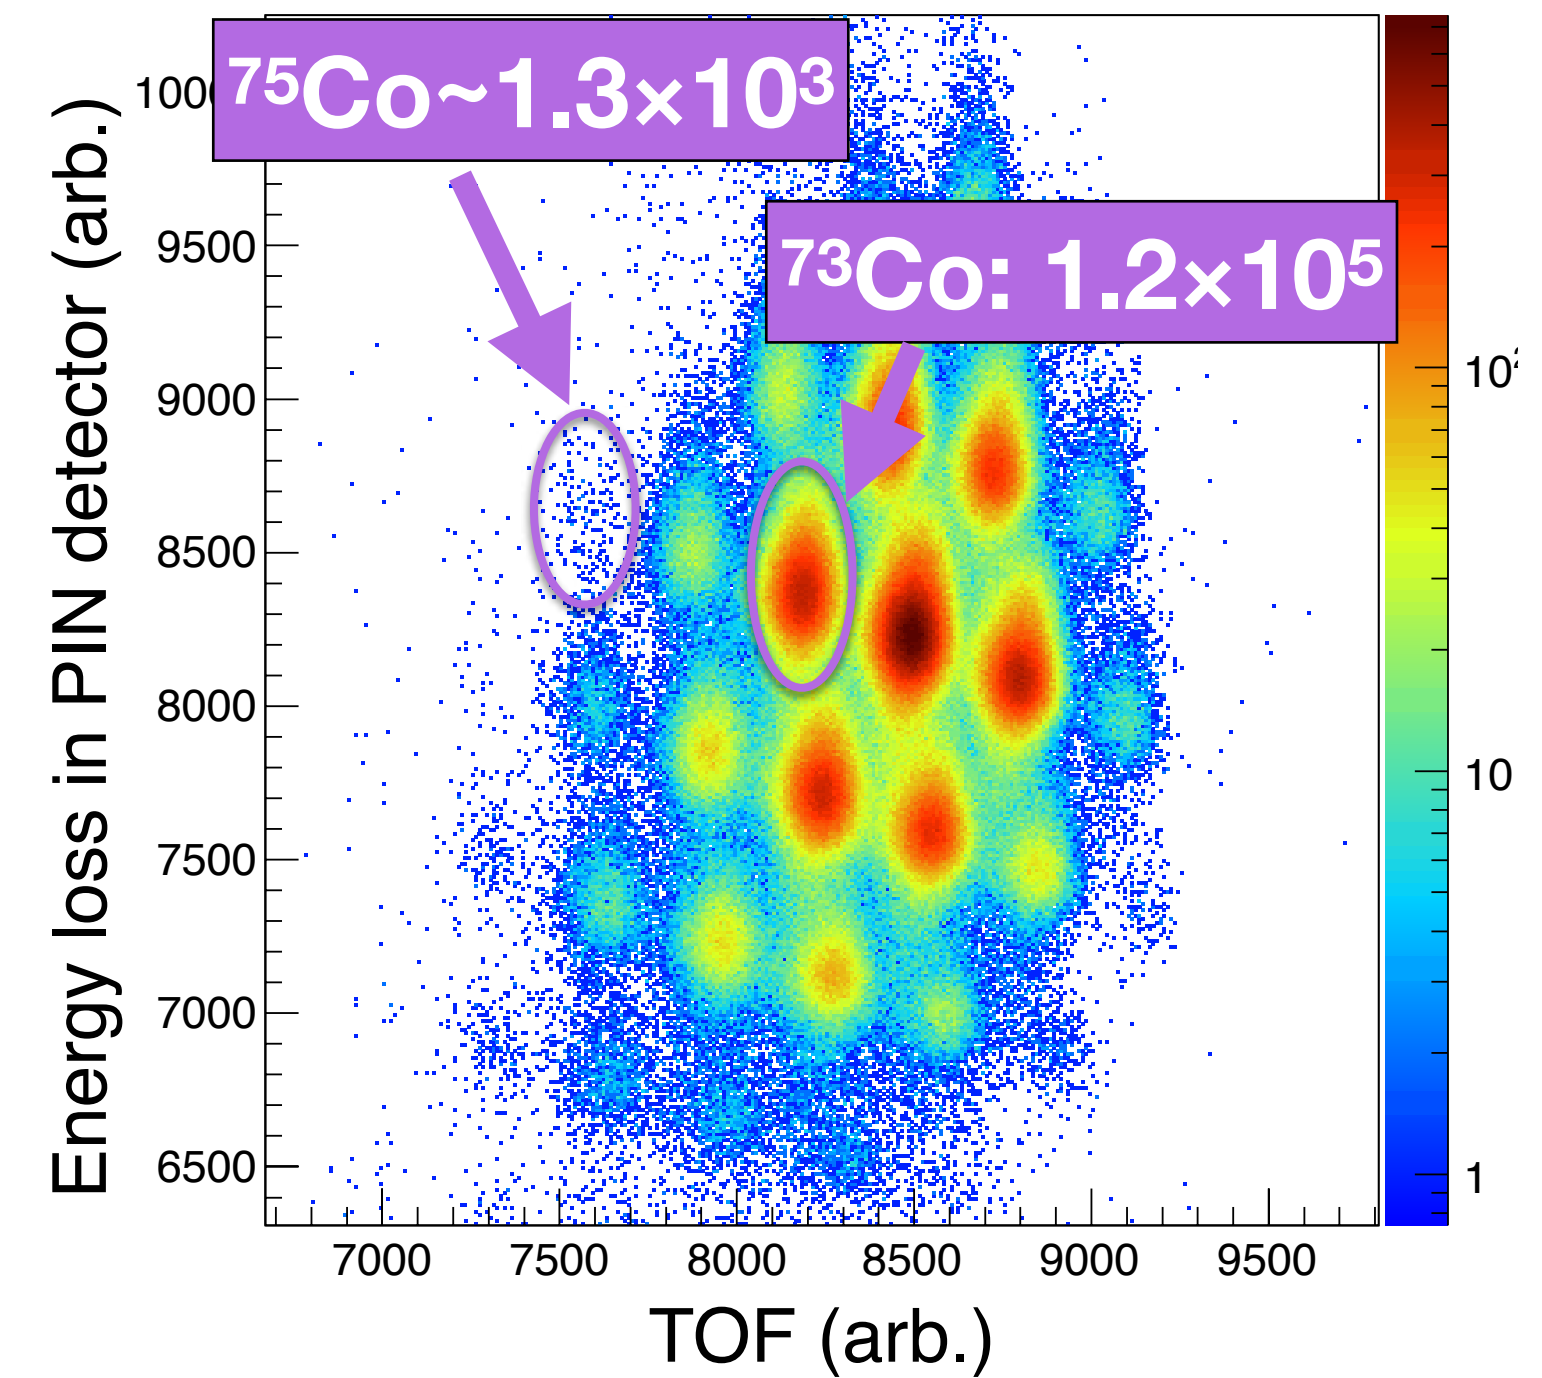 ⁷⁵Co~1.3×10³
⁷³Co: 1.2×10⁵
Energy loss in PIN detector (arb.)
9500
9000
8500
8000
7500
7000
6500
7000 7500 8000 8500 9000 9500
TOF (arb.)
10²
10
1